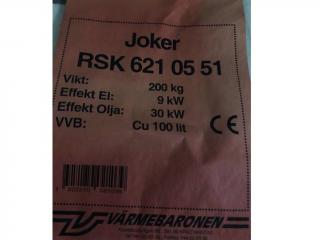 Joker
RSK 621 05 51
Vikt: 200 kg
Effekt El: 9 kW
Effekt Olja: 30 kW
VVB: Cu 100 lit
CE
VÄRMEBARONEN